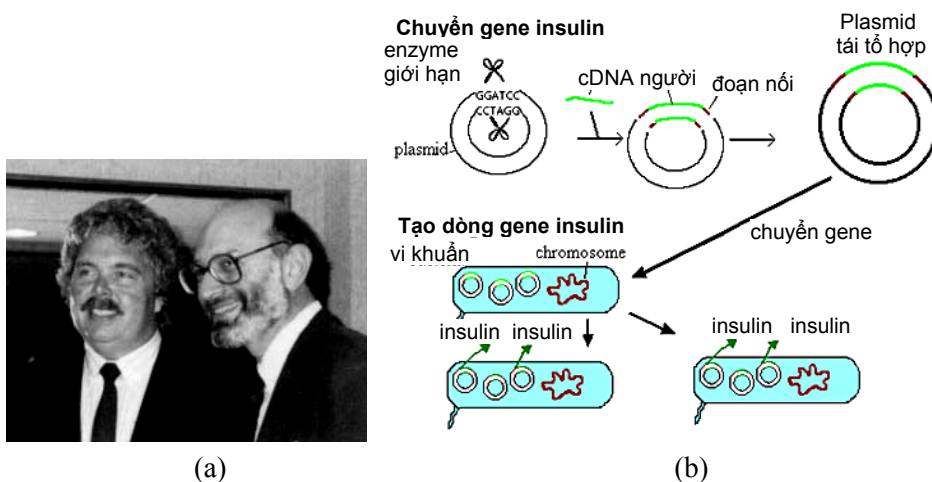 Chuyển gene insulin
enzyme
giới hạn
GGATCC
CCTAGG
plasmid
cDNA người
đoạn nối
Plasmid
tái tổ hợp
chuyển gene
Tạo dòng gene insulin
vi khuẩn
chromosome
insulin insulin
insulin insulin
(a)
(b)